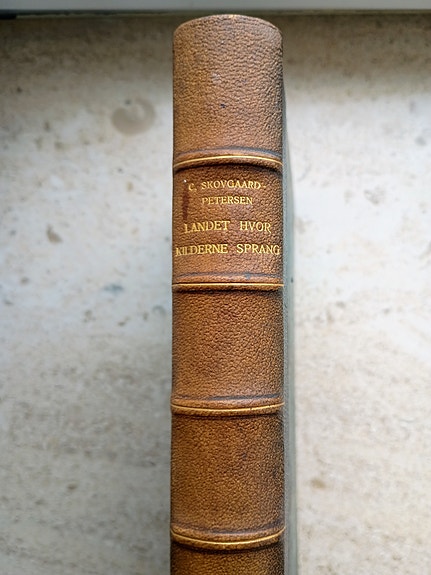 C. SKOVGAARD-
PETERSEN
LANDET HVOR
KILDERNE SPRANG